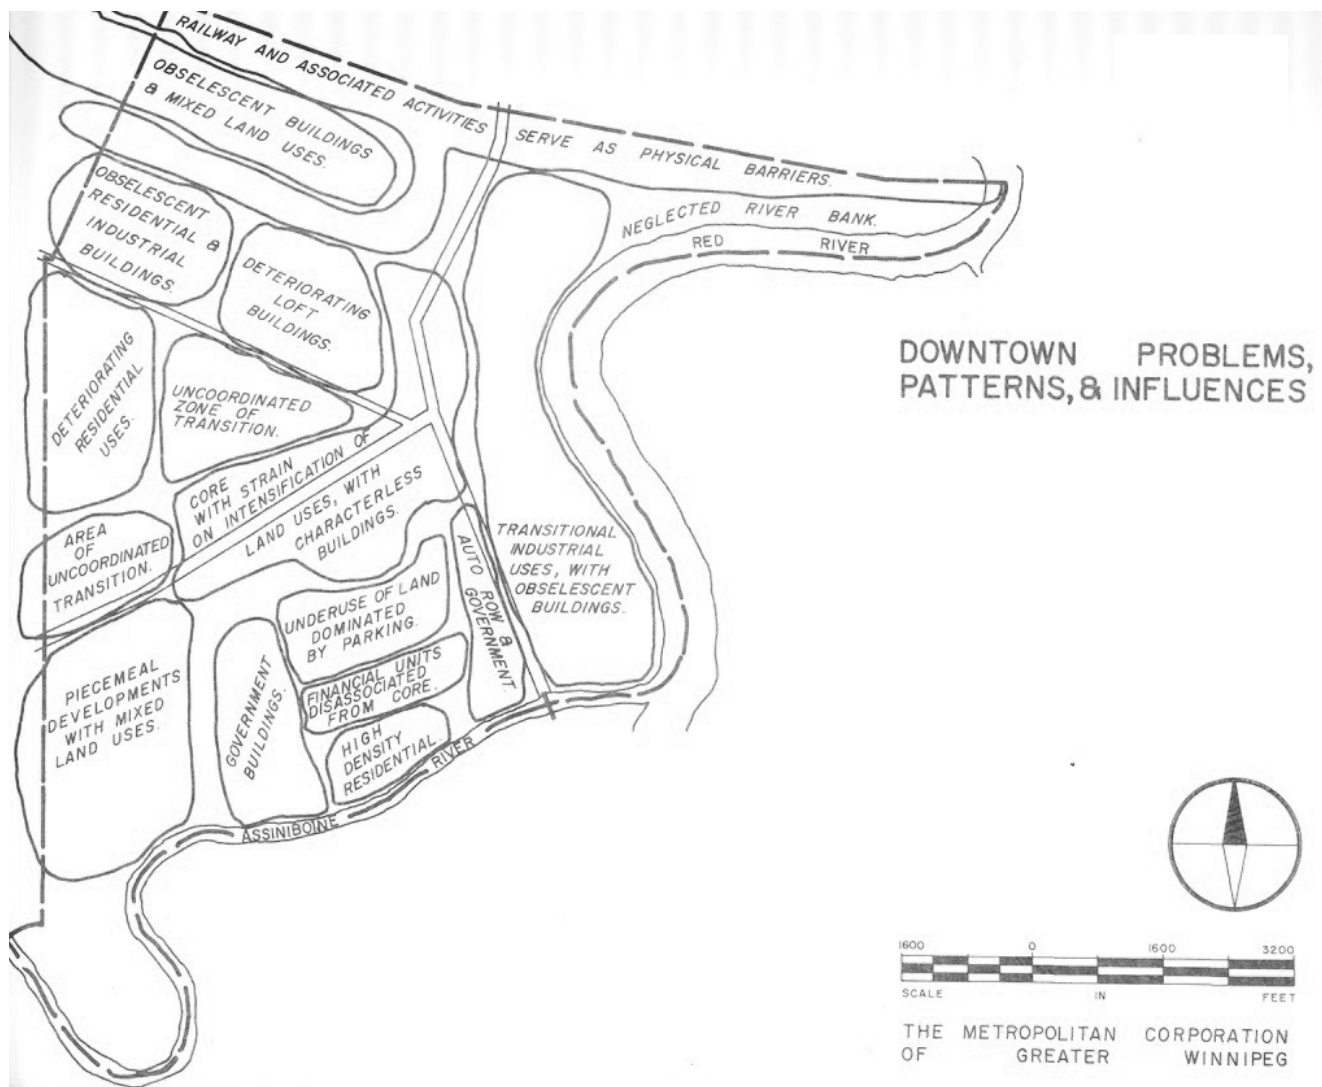 RAILWAY AND ASSOCIATED ACTIVITIES SERVE AS PHYSICAL BARRIERS.
OBSELESCENT BUILDINGS
& MIXED LAND USES.
OBSELESCENT
RESIDENTIAL &
INDUSTRIAL
BUILDINGS.
NEGLECTED RIVER BANK.
RED RIVER
DETERIORATING
LOFT
BUILDINGS.
DOWNTOWN PROBLEMS,
PATTERNS, & INFLUENCES
DETERIORATING
RESIDENTIAL
USES.
UNCOORDINATED
ZONE OF
TRANSITION.
CORE
WITH STRAIN
ON INTENSIFICATION OF
LAND USES, WITH
CHARACTERLESS
BUILDINGS.
AREA
OF
UNCOORDINATED
TRANSITION.
TRANSITIONAL
INDUSTRIAL
USES, WITH
OBSELESCENT
BUILDINGS.
AUTO ROW &
GOVERNMENT.
UNDERUSE OF LAND
DOMINATED
BY PARKING.
FINANCIAL UNITS
DISASSOCIATED
FROM CORE.
PIECEMEAL
DEVELOPMENTS
WITH MIXED
LAND USES.
GOVERNMENT
BUILDINGS.
HIGH
DENSITY
RESIDENTIAL.
ASSINIBOINE RIVER
1600 0 1600 3200
SCALE IN FEET
THE METROPOLITAN CORPORATION
OF GREATER WINNIPEG